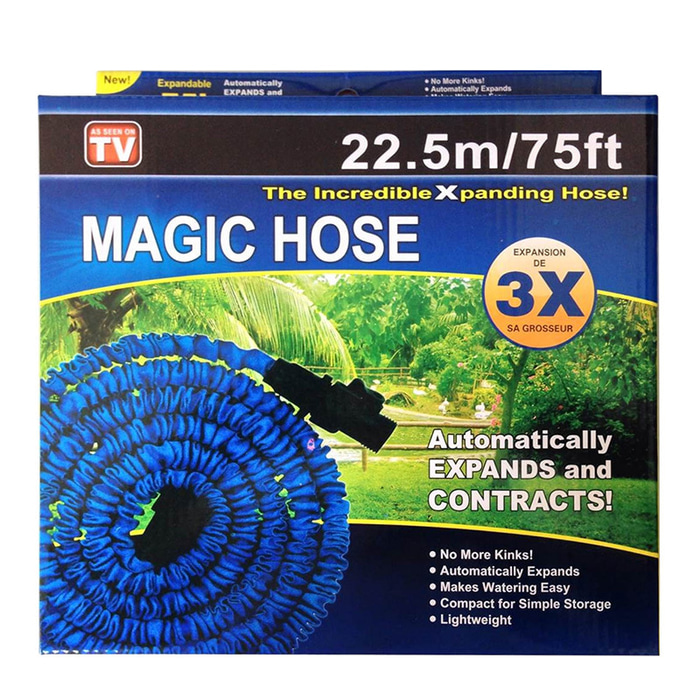 New!
Expandable
Automatically
EXPANDS and
• No More Kinks!
• Automatically Expands
AS SEEN ON
TV
22.5m/75ft
The Incredible Xpanding Hose!
MAGIC HOSE
EXPANSION
DE
3X
SA GROSSEUR
Automatically
EXPANDS and
CONTRACTS!
• No More Kinks!
• Automatically Expands
• Makes Watering Easy
• Compact for Simple Storage
• Lightweight